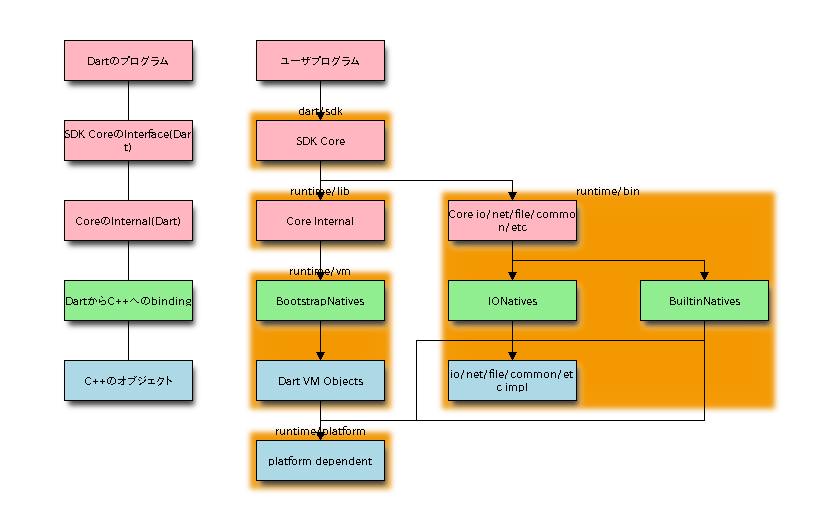 Dartのプログラム
ユーザプログラム
dart/sdk
SDK CoreのInterface(Dar
t)
SDK Core
runtime/lib
runtime/bin
CoreのInternal(Dart)
Core Internal
Core io/net/file/commo
n/etc
runtime/vm
DartからC++へのbinding
BootstrapNatives
IONatives
BuiltinNatives
C++のオブジェクト
Dart VM Objects
io/net/file/common/et
c impl
runtime/platform
platform dependent